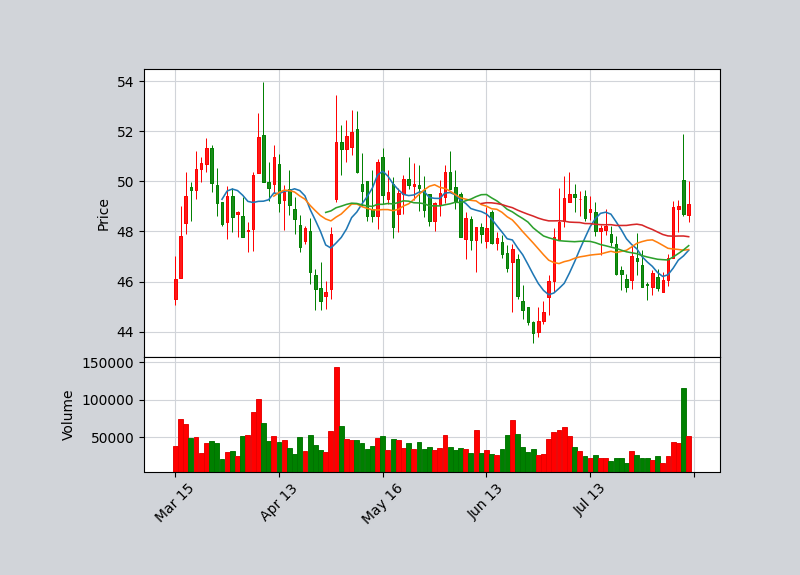 54
52
50
48
46
44
Price
150000
100000
50000
Volume
Mar 15
Apr 13
May 16
Jun 13
Jul 13